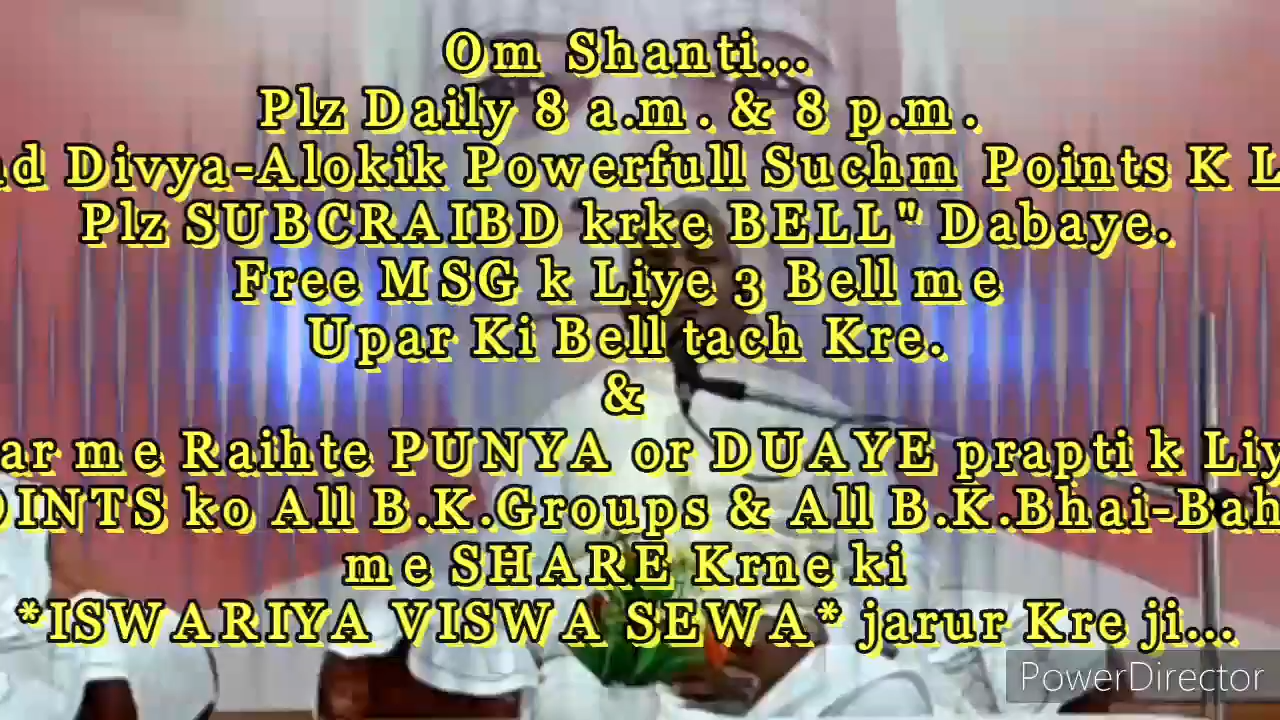 Om Shanti...
Plz Daily 8 a.m. & 8 p.m.
Divya-Alokik Powerfull Suchm Points K
Plz SUBCRAIBD krke BELL" Dabaye.
Free MSG k Liye 3 Bell me
Upar Ki Bell tach Kre.
&
me Raihte PUNYA or DUAYE prapti k
ko All B.K.Groups & All B.K.Bhai-
me SHARE Krne ki
*ISWARIYA VISWA SEWA* jarur Kre ji...
PowerDirector